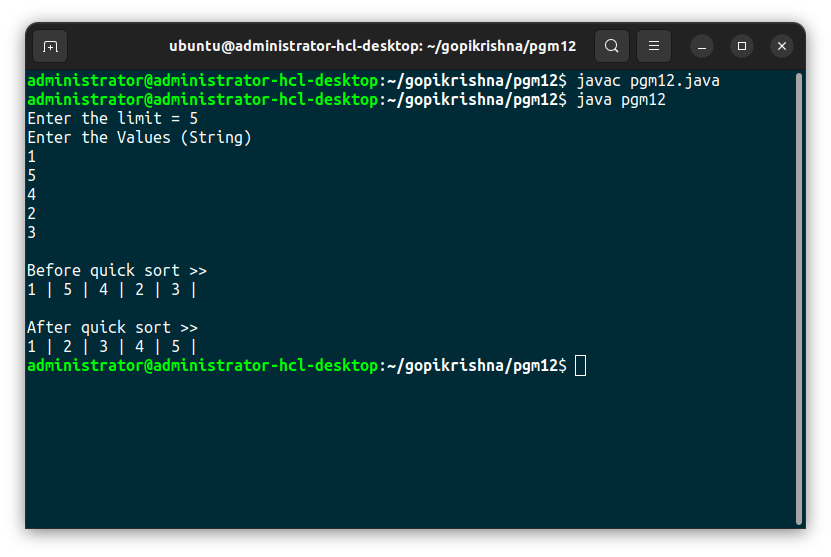 ubuntu@administrator-hcl-desktop: ~/gopikrishna/pgm12
administrator@administrator-hcl-desktop:~/gopikrishna/pgm12$ javac pgm12.java
administrator@administrator-hcl-desktop:~/gopikrishna/pgm12$ java pgm12
Enter the limit = 5
Enter the Values (String)
1
5
4
2
3
Before quick sort >>
1 | 5 | 4 | 2 | 3 |
After quick sort >>
1 | 2 | 3 | 4 | 5 |
administrator@administrator-hcl-desktop:~/gopikrishna/pgm12$